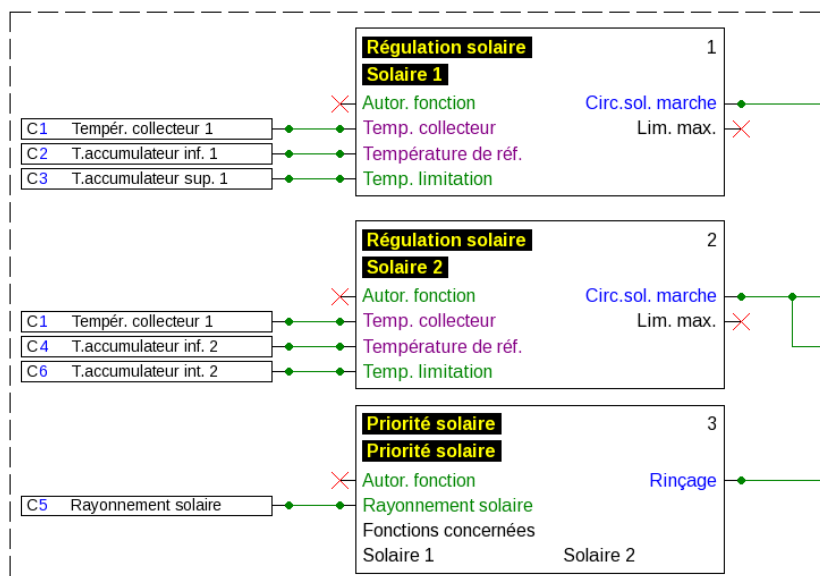 Régulation solaire 1
Solaire 1
Autor. fonction Circ.sol. marche
C1 Tempér. collecteur 1 Temp. collecteur Lim. max.
C2 T.accumulateur inf. 1 Température de réf.
C3 T.accumulateur sup. 1 Temp. limitation
Régulation solaire 2
Solaire 2
Autor. fonction Circ.sol. marche
C1 Tempér. collecteur 1 Temp. collecteur Lim. max.
C4 T.accumulateur inf. 2 Température de réf.
C6 T.accumulateur int. 2 Temp. limitation
Priorité solaire 3
Priorité solaire
Autor. fonction Rinçage
C5 Rayonnement solaire Rayonnement solaire
Fonctions concernées
Solaire 1 Solaire 2